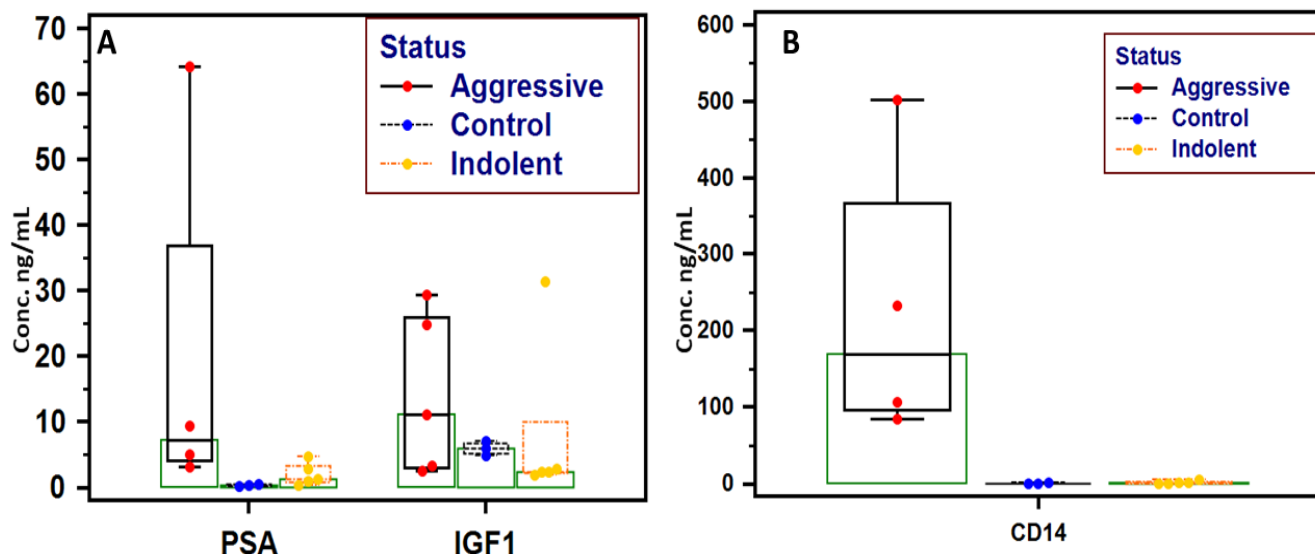 A
Status
Aggressive
Control
Indolent
70
60
50
40
30
20
10
0
Conc. ng/mL
PSA
IGF1
B
Status
Aggressive
Control
Indolent
600
500
400
300
200
100
0
Conc. ng/mL
CD14